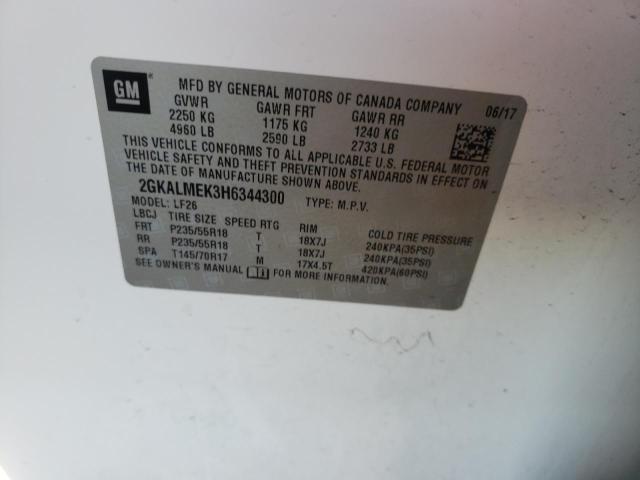 GM
MFD BY GENERAL MOTORS OF CANADA COMPANY 06/17
GVWR GAWR FRT GAWR RR
2250 KG 1175 KG 1240 KG
4960 LB 2590 LB 2733 LB
THIS VEHICLE CONFORMS TO ALL APPLICABLE U.S. FEDERAL MOTOR
VEHICLE SAFETY AND THEFT PREVENTION STANDARDS IN EFFECT ON
THE DATE OF MANUFACTURE SHOWN ABOVE.
2GKALMEK3H6344300 TYPE: M.P.V.
MODEL: LF26
LBCJ TIRE SIZE SPEED RTG RIM COLD TIRE PRESSURE
FRT P235/55R18 T 18X7J 240KPA(35PSI)
RR P235/55R18 T 18X7J 240KPA(35PSI)
SPA T145/70R17 M 17X4.5T 420KPA(60PSI)
SEE OWNER'S MANUAL FOR MORE INFORMATION.